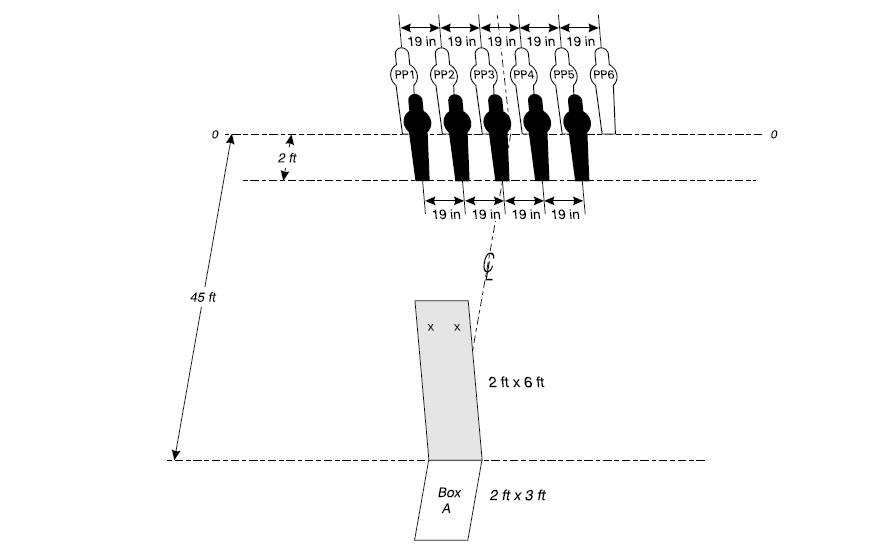 19 in 19 in 19 in 19 in 19 in
PP1 PP2 PP3 PP4 PP5 PP6
0 0
2 ft
19 in 19 in 19 in 19 in
℄
45 ft
x x
2 ft x 6 ft
Box
A
2 ft x 3 ft